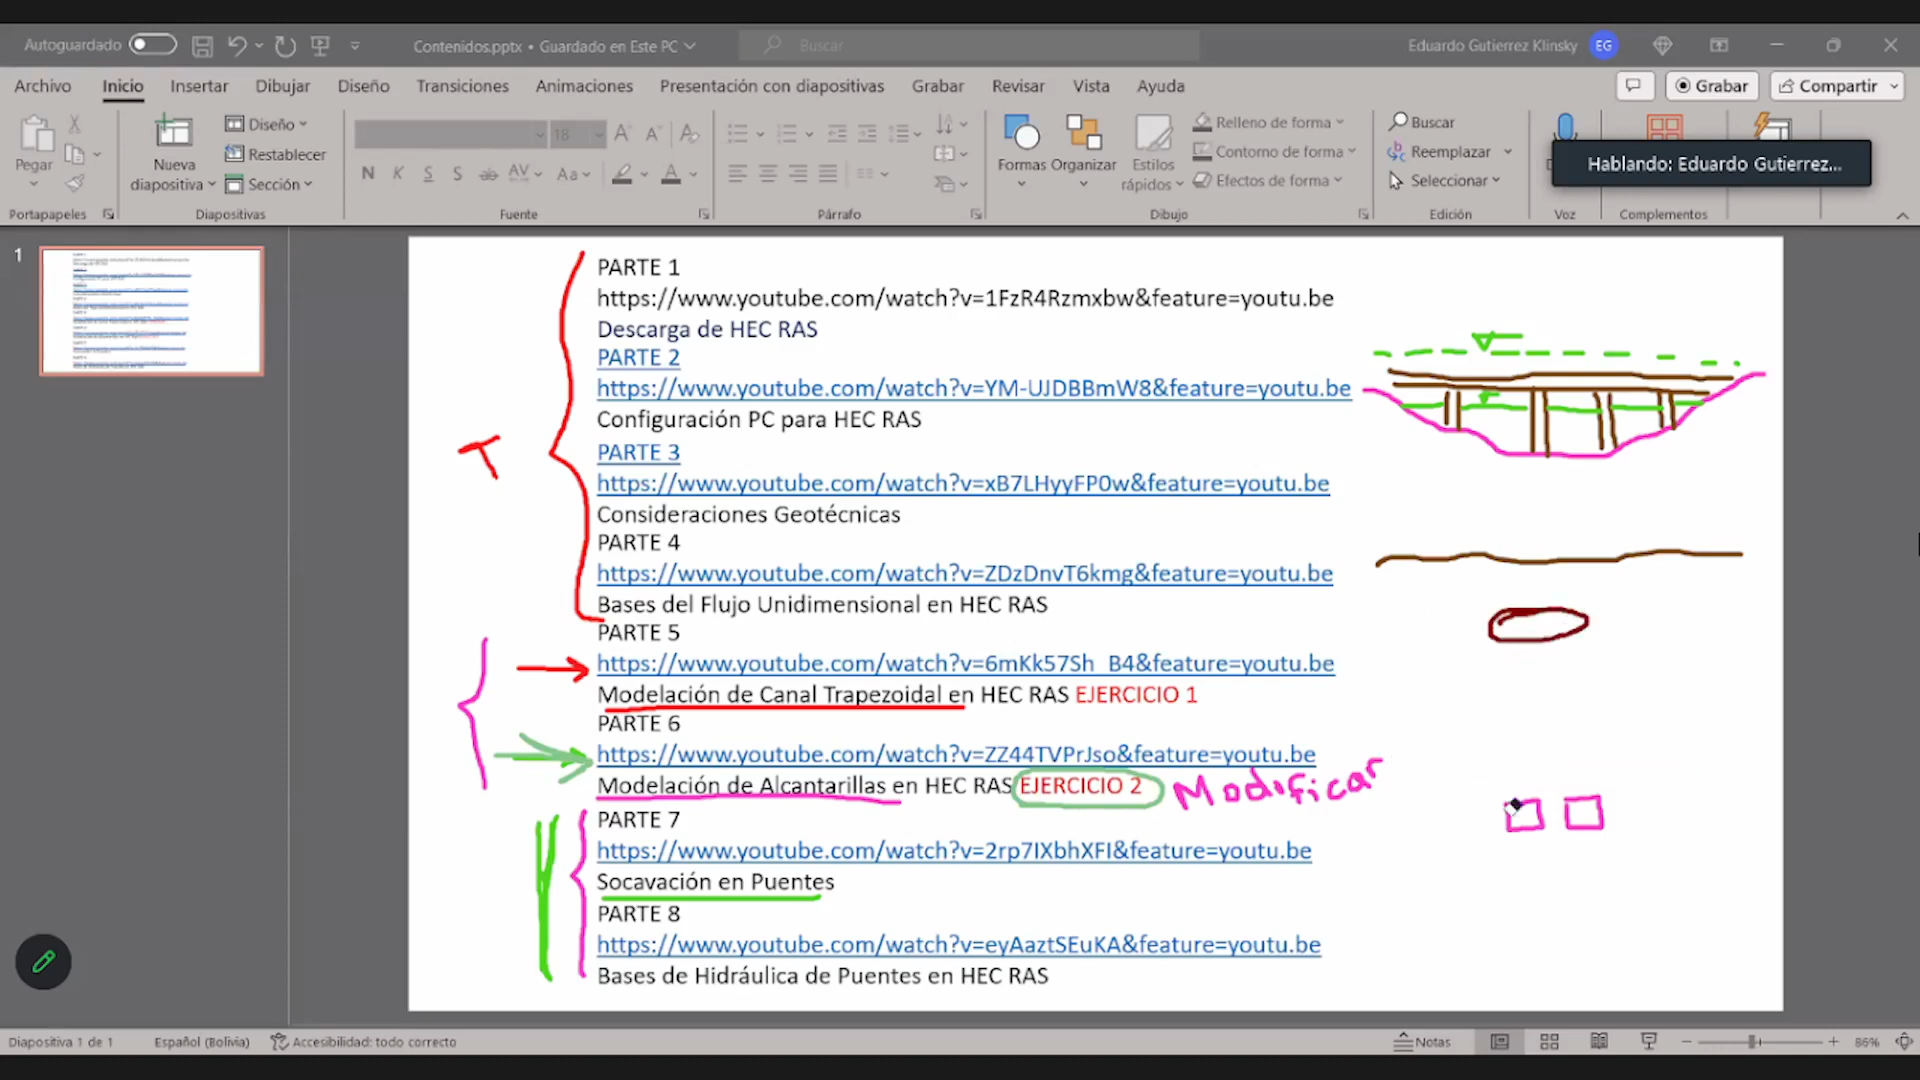 Autoguardado
Contenidos.pptx • Guardado en Este PC
Buscar
Eduardo Gutierrez Klinsky
EG
Archivo
Inicio
Insertar
Dibujar
Diseño
Transiciones
Animaciones
Presentación con diapositivas
Grabar
Revisar
Vista
Ayuda
Grabar
Compartir
Pegar
Nueva diapositiva
Diseño
Restablecer
Sección
18
N K S S ab AV Aa A
Formas
Organizar
Estilos rápidos
Relleno de forma
Contorno de forma
Efectos de forma
Buscar
Reemplazar
Seleccionar
Hablando: Eduardo Gutierrez...
Portapapeles
Diapositivas
Fuente
Párrafo
Dibujo
Edición
Voz
Complementos
1
PARTE 1
https://www.youtube.com/watch?v=1FzR4Rzmxbw&feature=youtu.be
Descarga de HEC RAS
PARTE 2
https://www.youtube.com/watch?v=YM-UJDBBmW8&feature=youtu.be
Configuración PC para HEC RAS
PARTE 3
https://www.youtube.com/watch?v=xB7LHyyFP0w&feature=youtu.be
Consideraciones Geotécnicas
PARTE 4
https://www.youtube.com/watch?v=ZDzDnvT6kmg&feature=youtu.be
Bases del Flujo Unidimensional en HEC RAS
T
PARTE 5
https://www.youtube.com/watch?v=6mKk57Sh_B4&feature=youtu.be
Modelación de Canal Trapezoidal en HEC RAS EJERCICIO 1
PARTE 6
https://www.youtube.com/watch?v=ZZ44TVPrJso&feature=youtu.be
Modelación de Alcantarillas en HEC RAS EJERCICIO 2 Modificar
PARTE 7
https://www.youtube.com/watch?v=2rp7IXbhXFI&feature=youtu.be
Socavación en Puentes
PARTE 8
https://www.youtube.com/watch?v=eyAaztSEuKA&feature=youtu.be
Bases de Hidráulica de Puentes en HEC RAS
Diapositiva 1 de 1
Español (Bolivia)
Accesibilidad: todo correcto
Notas
86%